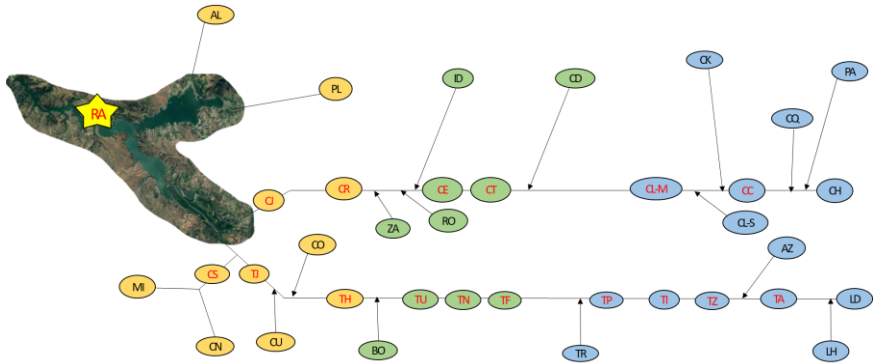 AL
PL
RA
ID
CD
CK
PA
CQ
CJ
CR
CE
CT
CL-M
CC
CH
ZA
RO
CL-S
CO
AZ
MI
CS
TJ
TH
TU
TN
TF
TP
TI
TZ
TA
LD
CN
CU
BO
TR
LH